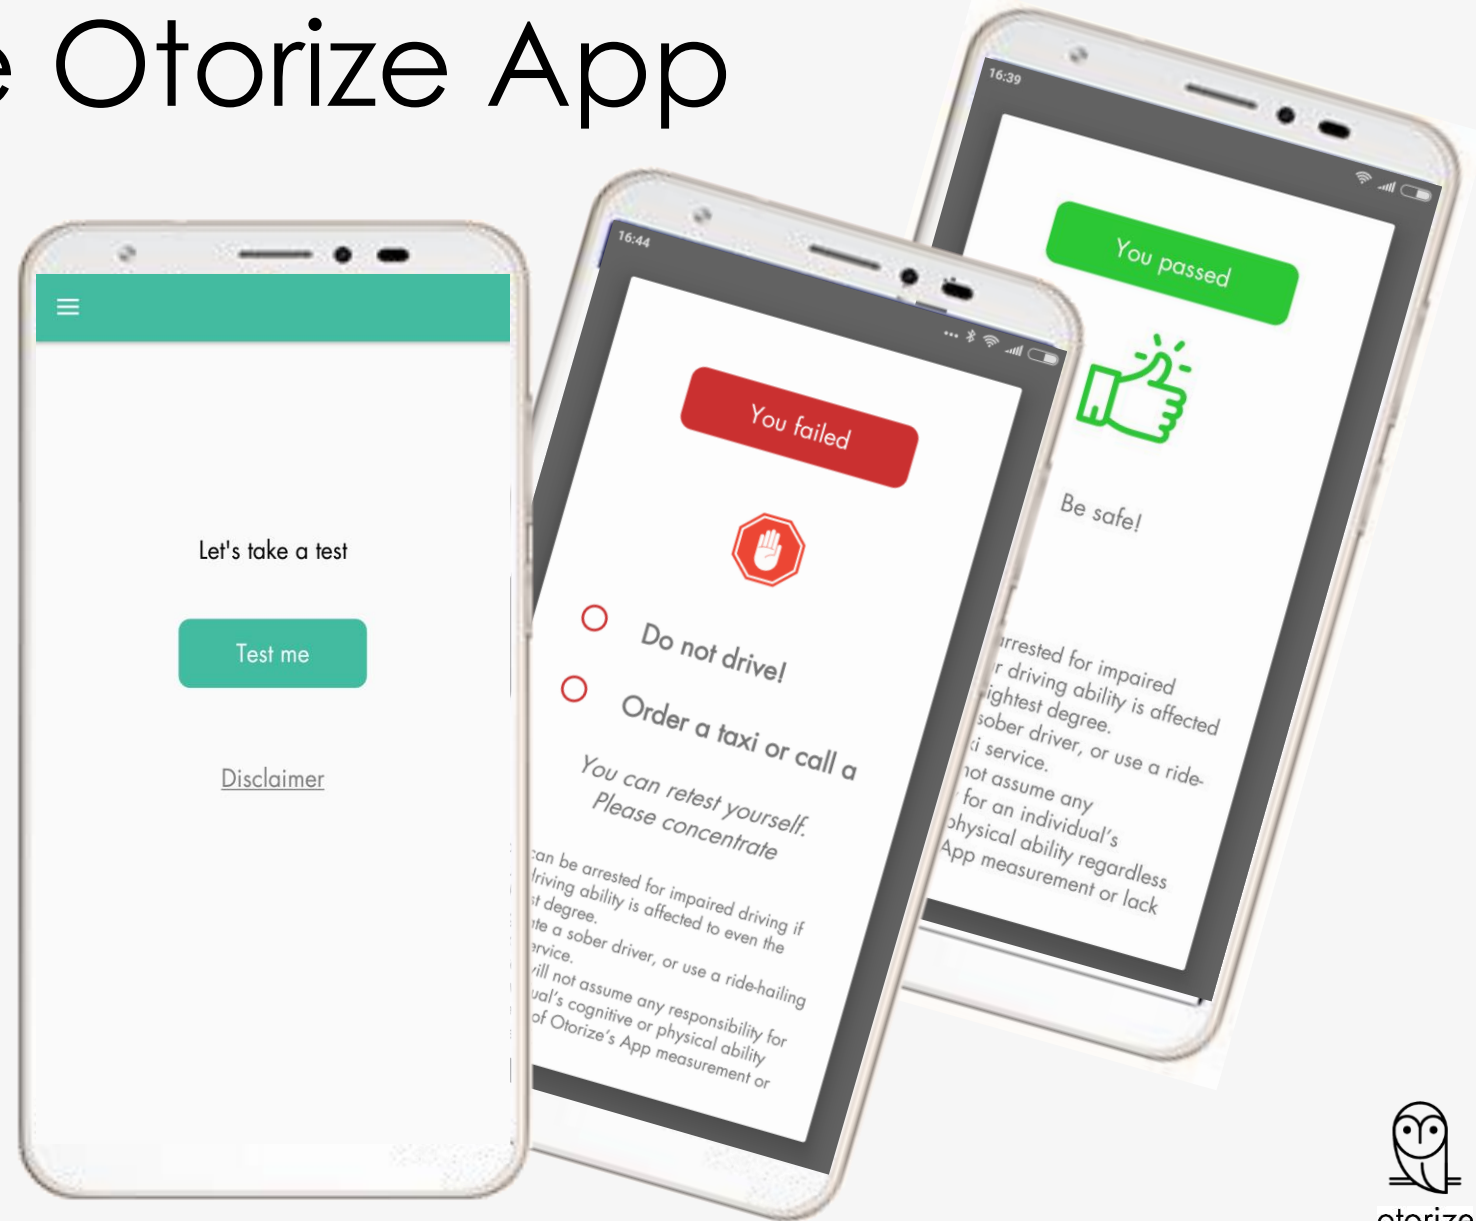 Otorize App
Let's take a test
Test me
Disclaimer
16:44
You failed
Do not drive!
Order a taxi or call a
You can retest yourself.
Please concentrate
can be arrested for impaired driving if
driving ability is affected to even the
degree.
a sober driver, or use a ride-hailing
will not assume any responsibility for
cognitive or physical ability
of Otorize's App measurement or
16:39
You passed
Be safe!
arrested for impaired
driving ability is affected
degree.
sober driver, or use a ride-
service.
not assume any
for an individual's
physical ability regardless
App measurement or lack
otorize